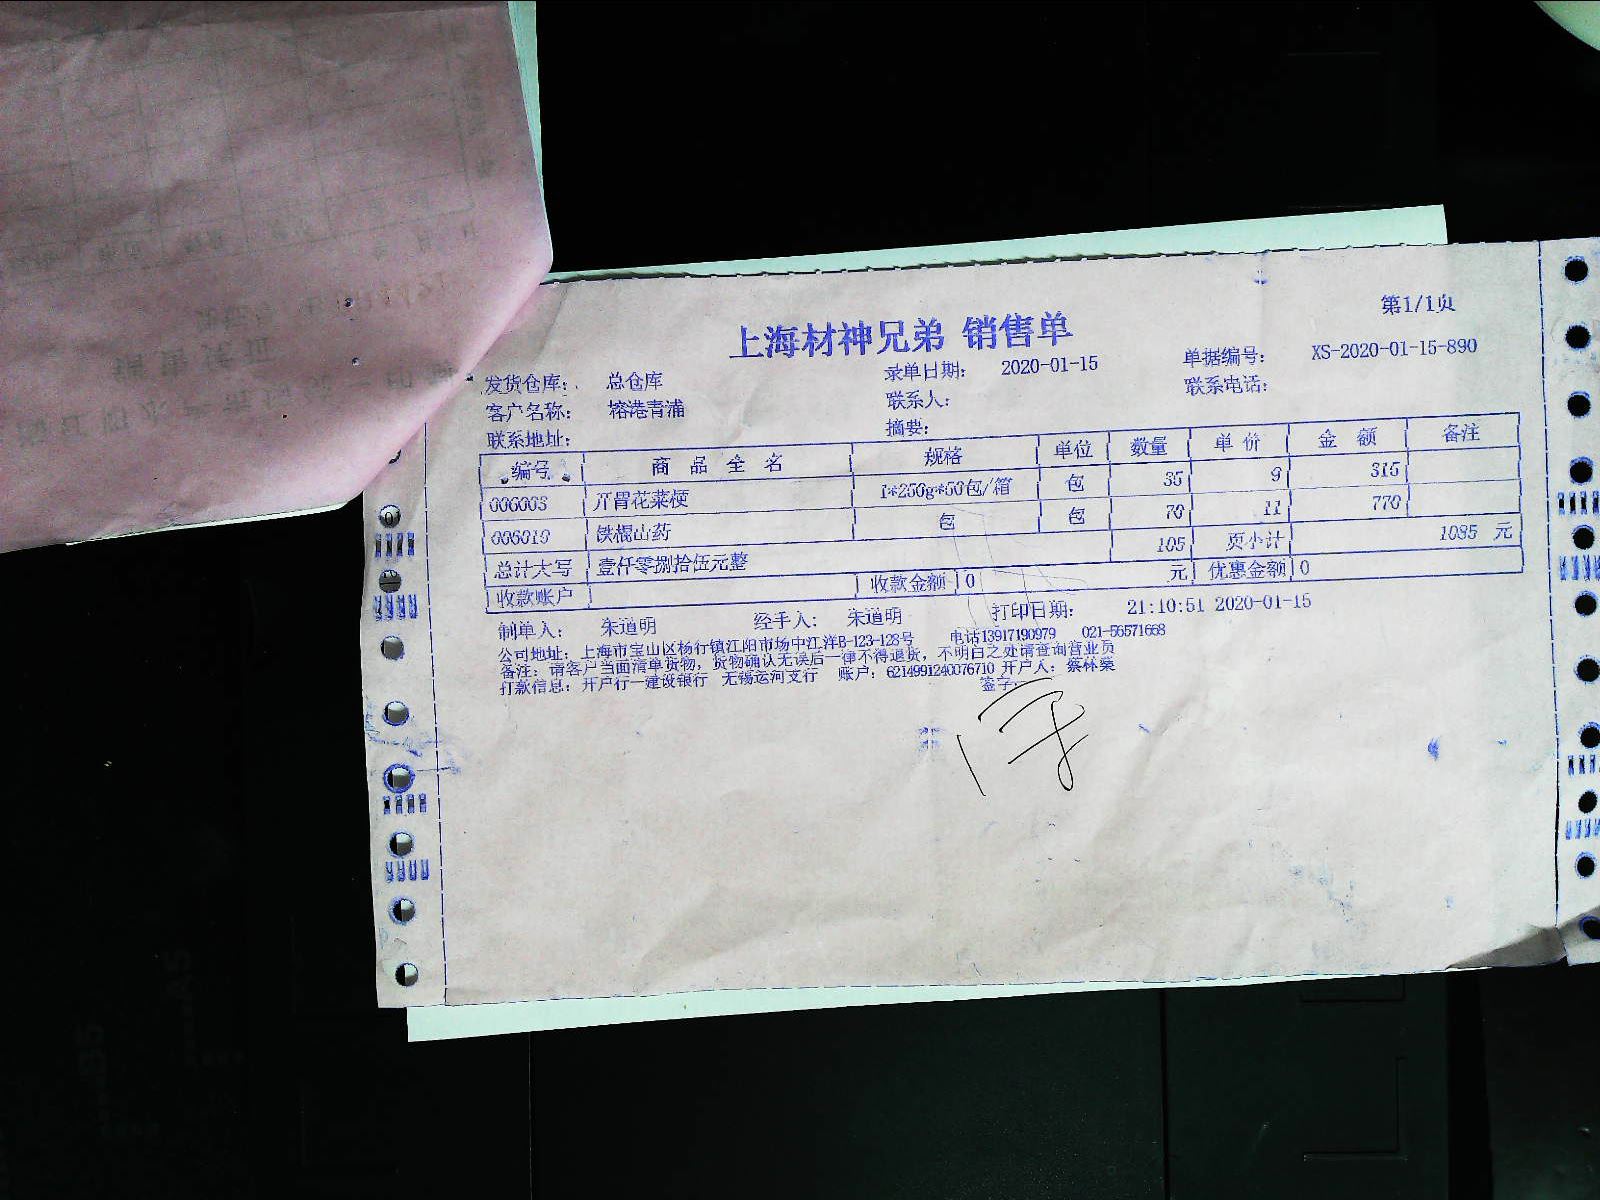 第1/1页
上海材神兄弟 销售单
发货仓库: 总仓库 录单日期: 2020-01-15 单据编号: XS-2020-01-15-890
客户名称: 榕港青浦 联系人: 联系电话:
联系地址: 摘要:
编号 商品全名 规格 单位 数量 单价 金额 备注
006003 开胃花菜梗 1*250g*50包/箱 包 35 9 315
006019 铁棍山药 包 包 70 11 770
总计大写 壹仟零捌拾伍元整 105 页小计 1085 元
收款账户 收款金额 0 元 优惠金额 0
制单人: 朱道明 经手人: 朱道明 打印日期: 21:10:51 2020-01-15
公司地址: 上海市宝山区杨行镇江阳市场中江洋B-123-128号 电话13917190979 021-56571668
备注: 请客户当面清单货物, 货物确认无误后一律不得退货, 不明白之处请查询营业员
打款信息: 开户行—建设银行 无锡运河支行 账户: 6214991240076710 开户人: 蔡林燊
签字